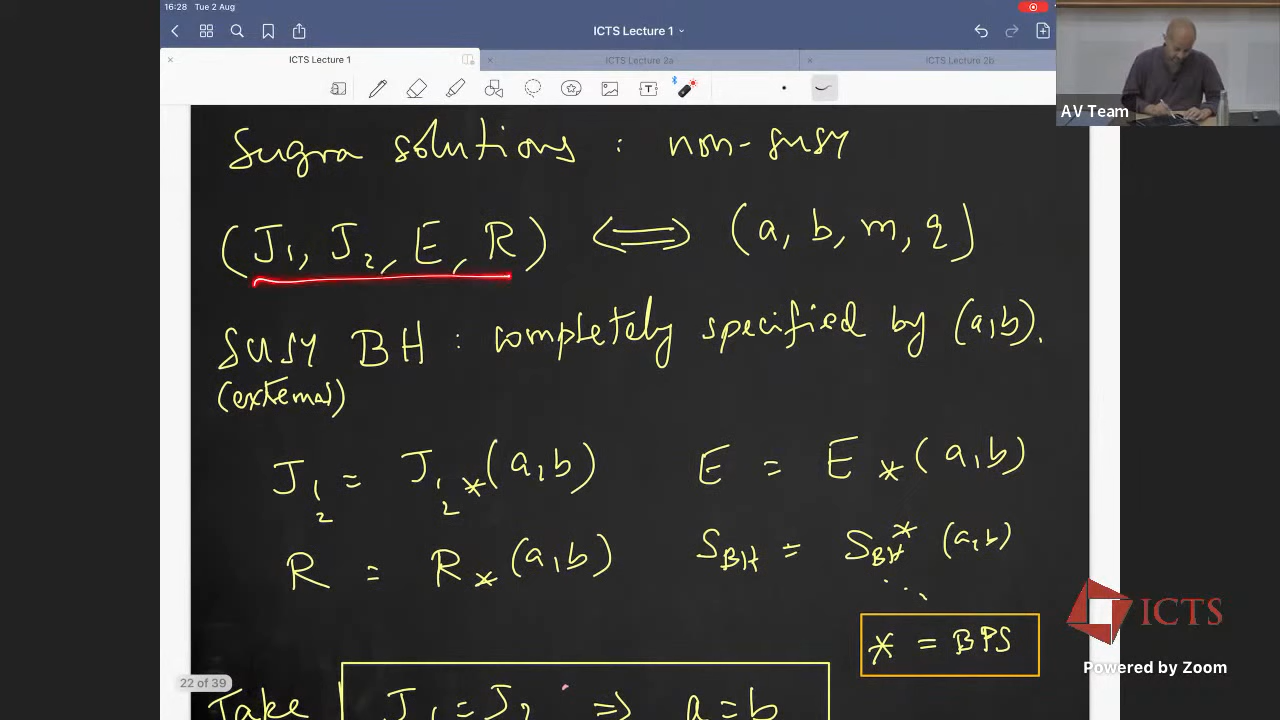 16:28 Tue 2 Aug
ICTS Lecture 1
ICTS Lecture 1
ICTS Lecture 2a
ICTS Lecture 2b
AV Team
Sugra solutions : non-susy
(J₁, J₂, E, R) ⟺ (a, b, m, q)
Susy BH : completely specified by (a,b).
(extremal)
J₁ = J₁ * (a,b) E = E * (a,b)
2 2
R = R * (a,b) S_BH = S_BH* (a,b)
* = BPS
ICTS
Powered by Zoom
22 of 39
Take J₁ = J₂ ⟹ a = b